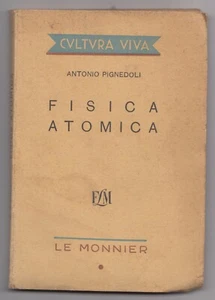 CVLTVRA VIVA
ANTONIO PIGNEDOLI
FISICA
ATOMICA
FLM
LE MONNIER